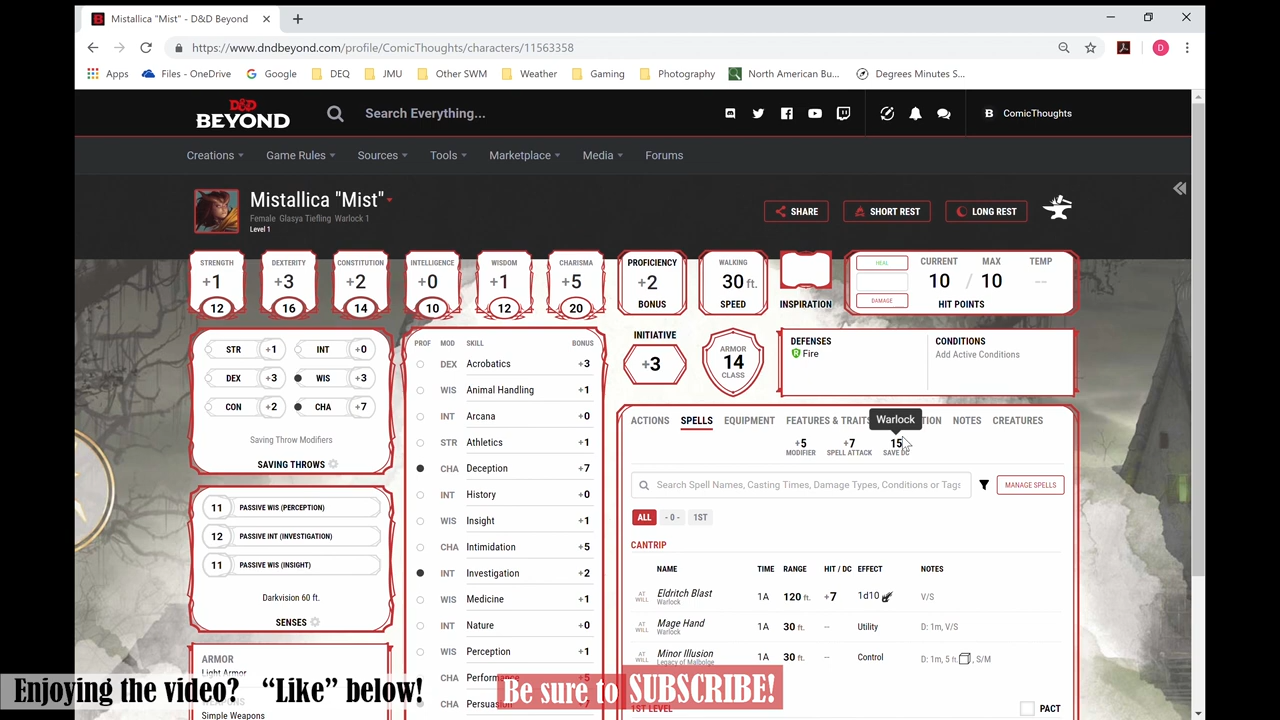 Mistallica "Mist" - D&D Beyond
https://www.dndbeyond.com/profile/ComicThoughts/characters/11563358
D
Apps Files - OneDrive Google DEQ JMU Other SWM Weather Gaming Photography North American Bu... Degrees Minutes S...
D&D BEYOND
Search Everything...
ComicThoughts
Creations Game Rules Sources Tools Marketplace Media Forums
Mistallica "Mist"
Female Glasya Tiefling Warlock 1
Level 1
SHARE SHORT REST LONG REST
STRENGTH
+1
12
DEXTERITY
+3
16
CONSTITUTION
+2
14
INTELLIGENCE
+0
10
WISDOM
+1
12
CHARISMA
+5
20
PROFICIENCY
+2
BONUS
WALKING
30 ft.
SPEED
INSPIRATION
HEAL
DAMAGE
CURRENT MAX TEMP
10 / 10 --
HIT POINTS
STR +1 INT +0
DEX +3 WIS +3
CON +2 CHA +7
Saving Throw Modifiers
SAVING THROWS
11 PASSIVE WIS (PERCEPTION)
12 PASSIVE INT (INVESTIGATION)
11 PASSIVE WIS (INSIGHT)
Darkvision 60 ft.
SENSES
ARMOR
Light Armor
Simple Weapons
PROF MOD SKILL BONUS
DEX Acrobatics +3
WIS Animal Handling +1
INT Arcana +0
STR Athletics +1
CHA Deception +7
INT History +0
WIS Insight +1
CHA Intimidation +5
INT Investigation +2
WIS Medicine +1
INT Nature +0
WIS Perception +1
CHA
CHA
INITIATIVE
+3
ARMOR
14
CLASS
DEFENSES
Fire
CONDITIONS
Add Active Conditions
ACTIONS SPELLS EQUIPMENT FEATURES & TRAITS NOTES CREATURES
Warlock
+5
MODIFIER
+7
SPELL ATTACK
15
SAVE DC
Search Spell Names, Casting Times, Damage Types, Conditions or Tags
MANAGE SPELLS
ALL - 0 - 1ST
CANTRIP
NAME TIME RANGE HIT / DC EFFECT NOTES
AT WILL Eldritch Blast 1A 120 ft. +7 1d10 V/S
Warlock
AT WILL Mage Hand 1A 30 ft. -- Utility D: 1m, V/S
Warlock
AT WILL Minor Illusion 1A 30 ft. -- Control D: 1m, 5 ft. , S/M
Legacy of Malbolge
PACT
Enjoying the video? “Like” below!
Be sure to SUBSCRIBE!